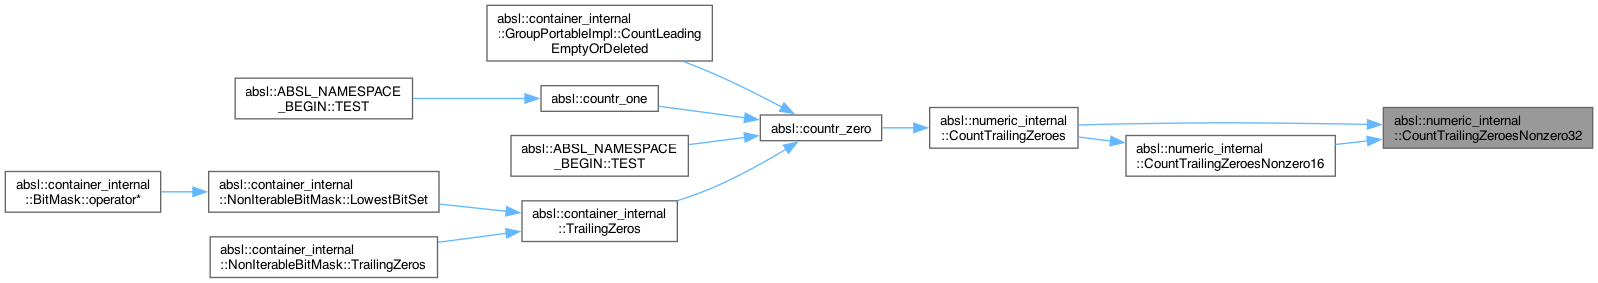 absl::container_internal
::GroupPortableImpl::CountLeading
EmptyOrDeleted
absl::ABSL_NAMESPACE
_BEGIN::TEST
absl::countr_one
absl::countr_zero
absl::numeric_internal
::CountTrailingZeroes
absl::numeric_internal
::CountTrailingZeroesNonzero32
absl::ABSL_NAMESPACE
_BEGIN::TEST
absl::numeric_internal
::CountTrailingZeroesNonzero16
absl::container_internal
::BitMask::operator*
absl::container_internal
::NonIterableBitMask::LowestBitSet
absl::container_internal
::TrailingZeros
absl::container_internal
::NonIterableBitMask::TrailingZeros